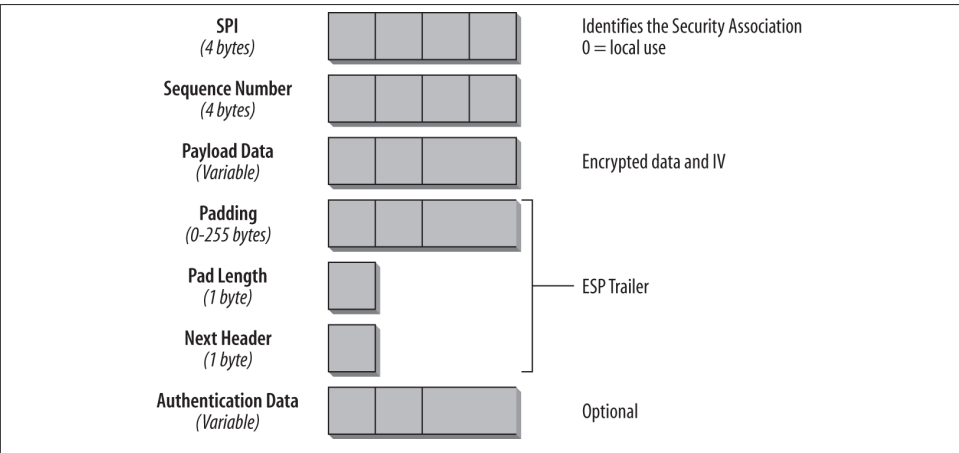 SPI
(4 bytes)
Identifies the Security Association
0 = local use
Sequence Number
(4 bytes)
Payload Data
(Variable)
Encrypted data and IV
Padding
(0-255 bytes)
Pad Length
(1 byte)
ESP Trailer
Next Header
(1 byte)
Authentication Data
(Variable)
Optional